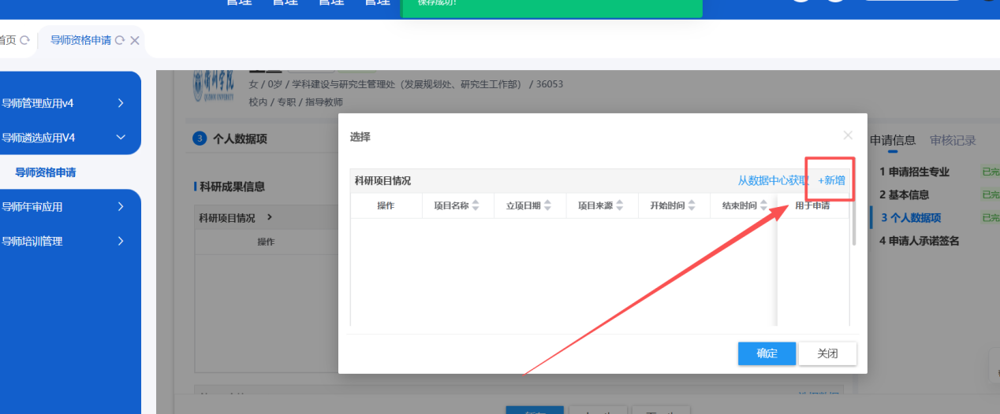 管理 管理 管理 管理
保存成功!
首页 导师资格申请
导师管理应用v4
导师遴选应用V4
导师资格申请
导师年审应用
导师培训管理
女 / 0岁 / 学科建设与研究生管理处（发展规划处、研究生工作部） / 36053
校内 / 专职 / 指导教师
3 个人数据项
科研成果信息
科研项目情况
操作
选择
科研项目情况 从数据中心获取 +新增
操作 项目名称 立项日期 项目来源 开始时间 结束时间 用于申请
确定 关闭
申请信息 审核记录
1 申请招生专业 已完
2 基本信息 已完
3 个人数据项 已完
4 申请人承诺签名